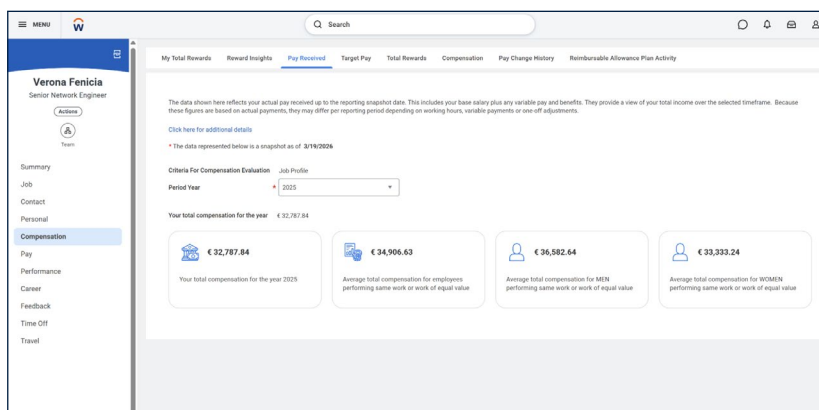 MENU
Search
My Total Rewards Reward Insights Pay Received Target Pay Total Rewards Compensation Pay Change History Reimbursable Allowance Plan Activity
Verona Fenicia
Senior Network Engineer
Actions
Team
Summary
Job
Contact
Personal
Compensation
Pay
Performance
Career
Feedback
Time Off
Travel
The data shown here reflects your actual pay received up to the reporting snapshot date. This includes your base salary plus any variable pay and benefits. They provide a view of your total income over the selected timeframe. Because
these figures are based on actual payments, they may differ per reporting period depending on working hours, variable payments or one-off adjustments.
Click here for additional details
* The data represented below is a snapshot as of 3/19/2026
Criteria For Compensation Evaluation Job Profile
Period Year * 2025
Your total compensation for the year € 32,787.84
€ 32,787.84
Your total compensation for the year 2025
€ 34,906.63
Average total compensation for employees
performing same work or work of equal value
€ 36,582.64
Average total compensation for MEN
performing same work or work of equal value
€ 33,333.24
Average total compensation for WOMEN
performing same work or work of equal value